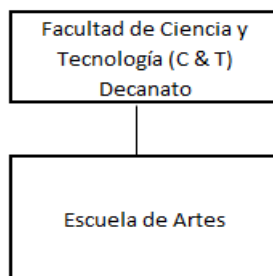 Facultad de Ciencia y
Tecnología (C & T)
Decanato
Escuela de Artes